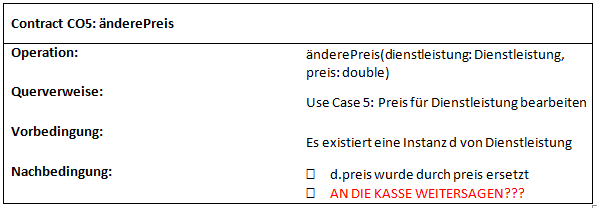 Contract CO5: änderePreis
Operation: änderePreis(dienstleistung: Dienstleistung,
preis: double)
Querverweise: Use Case 5: Preis für Dienstleistung bearbeiten
Vorbedingung: Es existiert eine Instanz d von Dienstleistung
Nachbedingung: d.preis wurde durch preis ersetzt
AN DIE KASSE WEITERSAGEN???